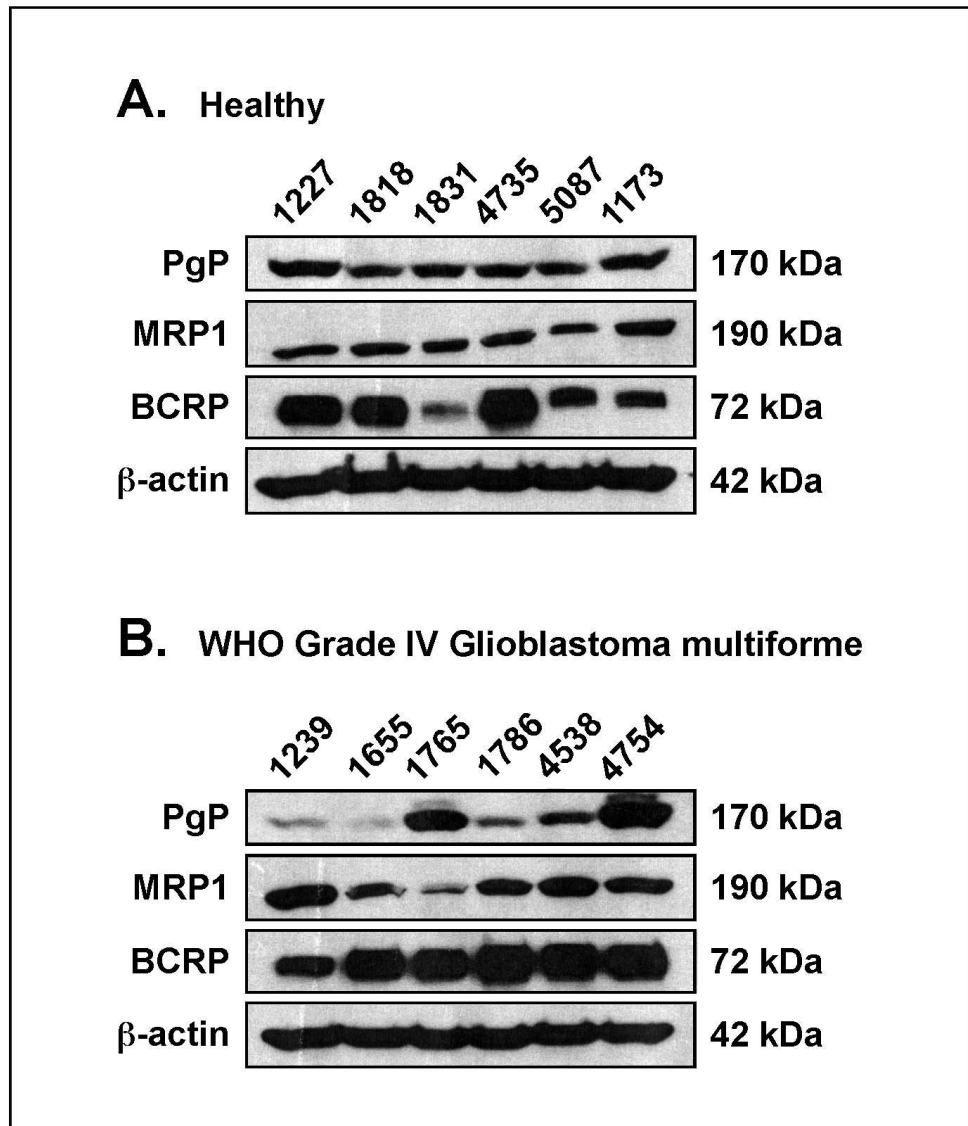 A. Healthy
1227 1818 1831 4735 5087 1173
PgP 170 kDa
MRP1 190 kDa
BCRP 72 kDa
β-actin 42 kDa
B. WHO Grade IV Glioblastoma multiforme
1239 1655 1765 1786 4538 4754
PgP 170 kDa
MRP1 190 kDa
BCRP 72 kDa
β-actin 42 kDa